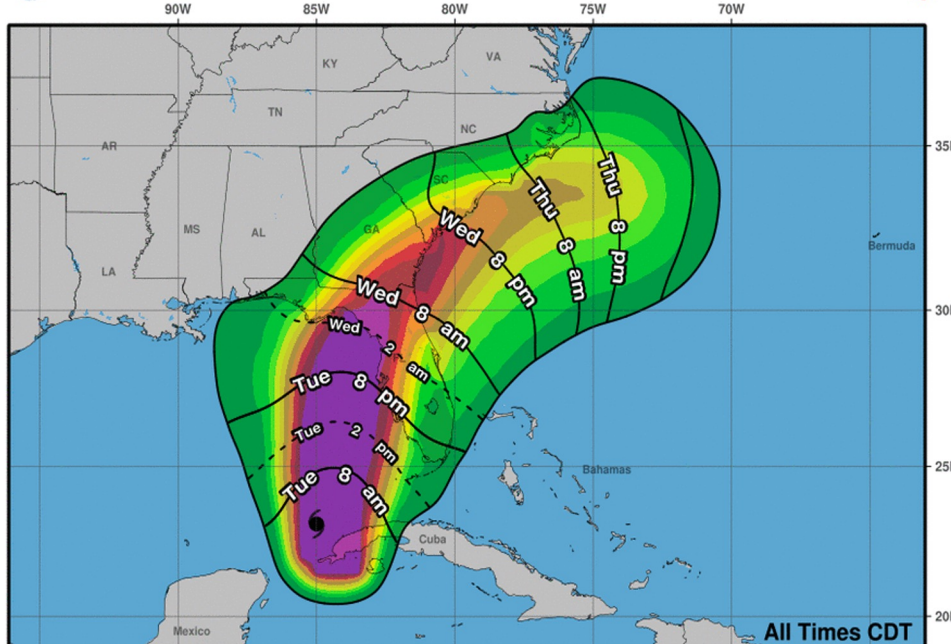 90W 85W 80W 75W 70W
KY VA
TN NC
AR 35N
SC
MS AL GA
LA
Bermuda
30N
25N
Bahamas
Cuba
Mexico
20N
Thu 8 pm
Thu 8 am
Wed 8 pm
Wed 8 am
Wed 2 am
Tue 8 pm
Tue 2 pm
Tue 8 am
All Times CDT